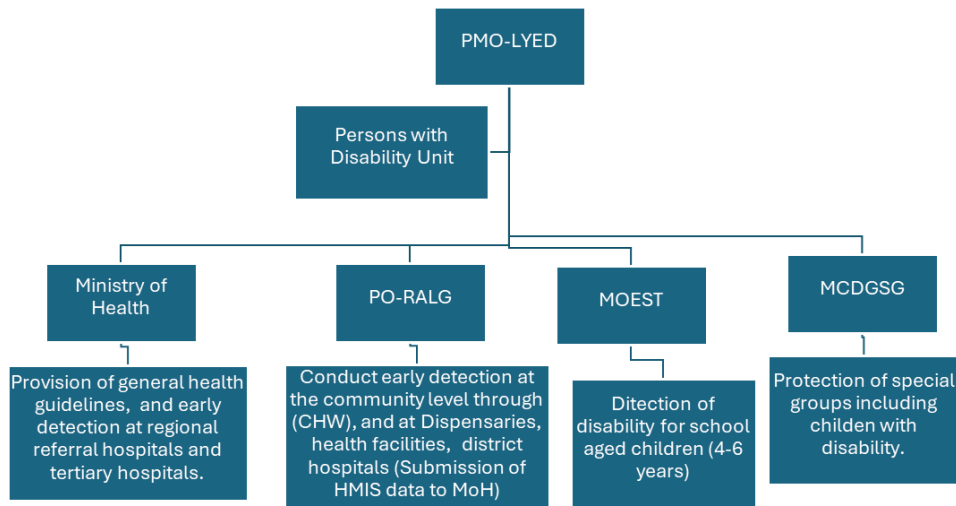 PMO-LYED
Persons with
Disability Unit
Ministry of
Health
PO-RALG
MOEST
MCDGSG
Provision of general health
guidelines,  and early
detection at regional
referral hospitals and
tertiary hospitals.
Conduct early detection at
the community level through
(CHW), and at Dispensaries,
health facilities,  district
hospitals (Submission of
HMIS data to MoH)
Ditection of
disability for school
aged children (4-6
years)
Protection of special
groups including
childen with
disability.